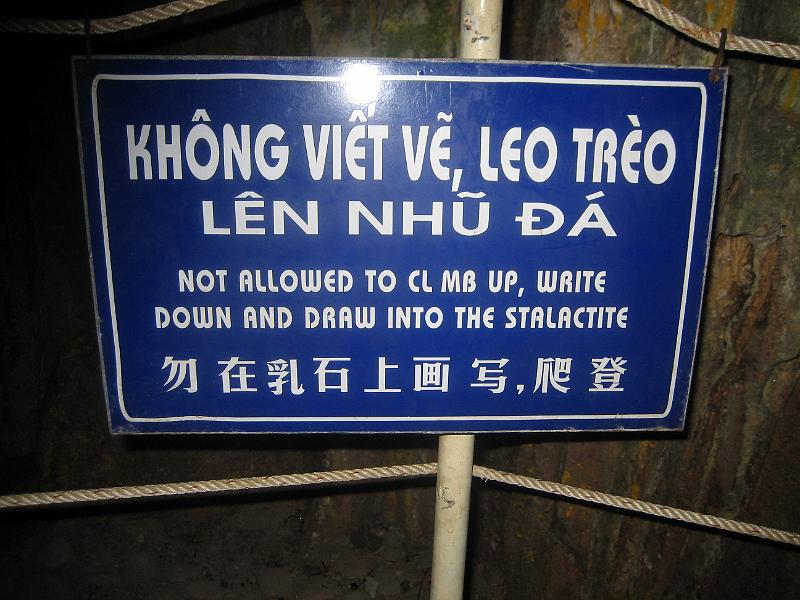 KHÔNG VIẾT VẼ, LEO TRÈO
LÊN NHŨ ĐÁ
NOT ALLOWED TO CL MB UP, WRITE
DOWN AND DRAW INTO THE STALACTITE
勿在乳石上画写,爬登